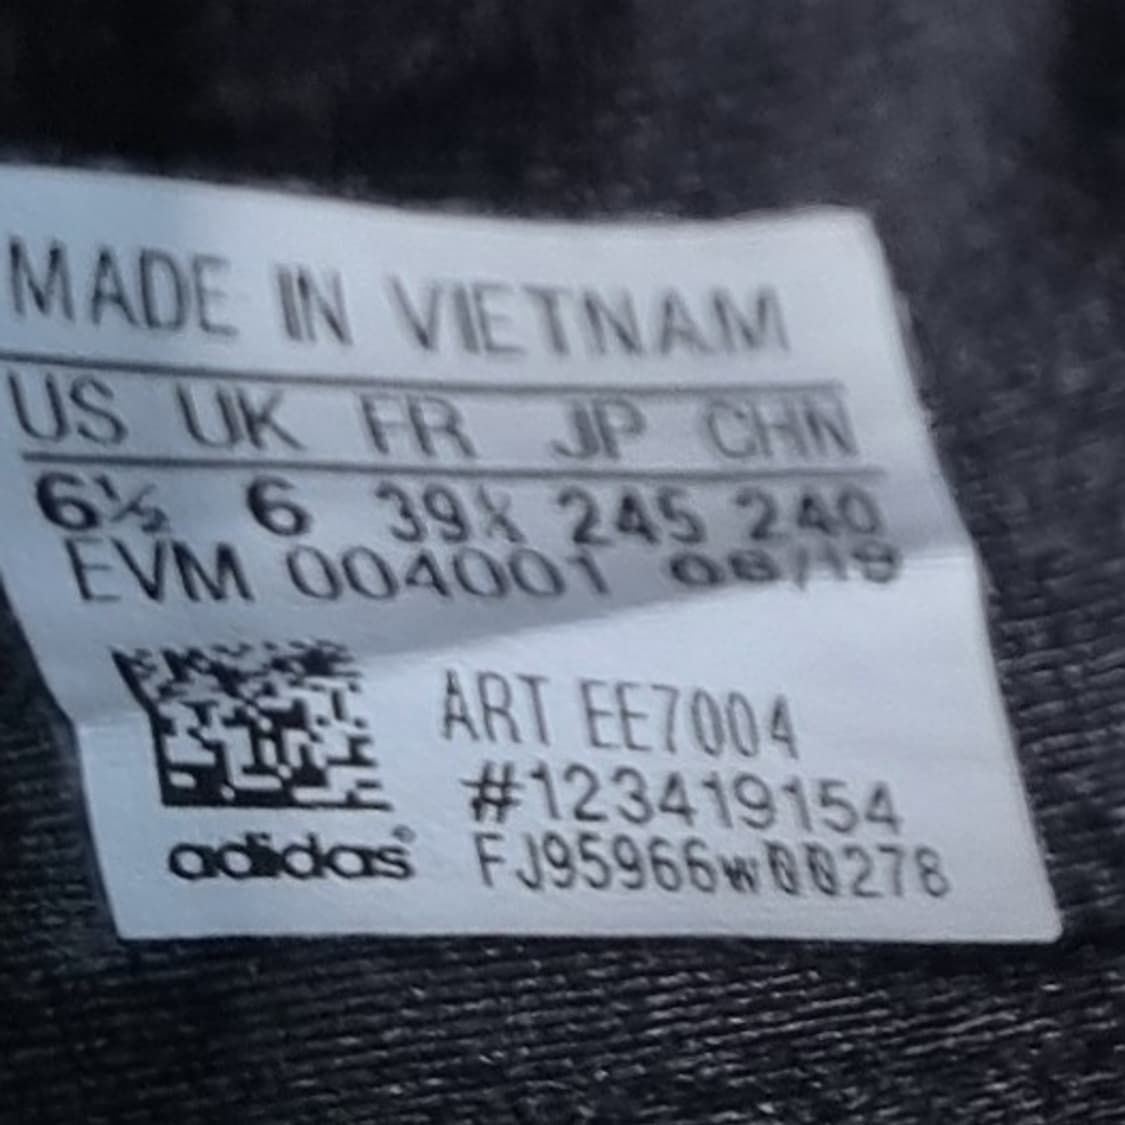 MADE IN VIETNAM
US UK FR JP CHN
6½ 6 39⅓ 245 240
EVM 004001 08/19
ART EE7004
#123419154
adidas® FJ95966w00278